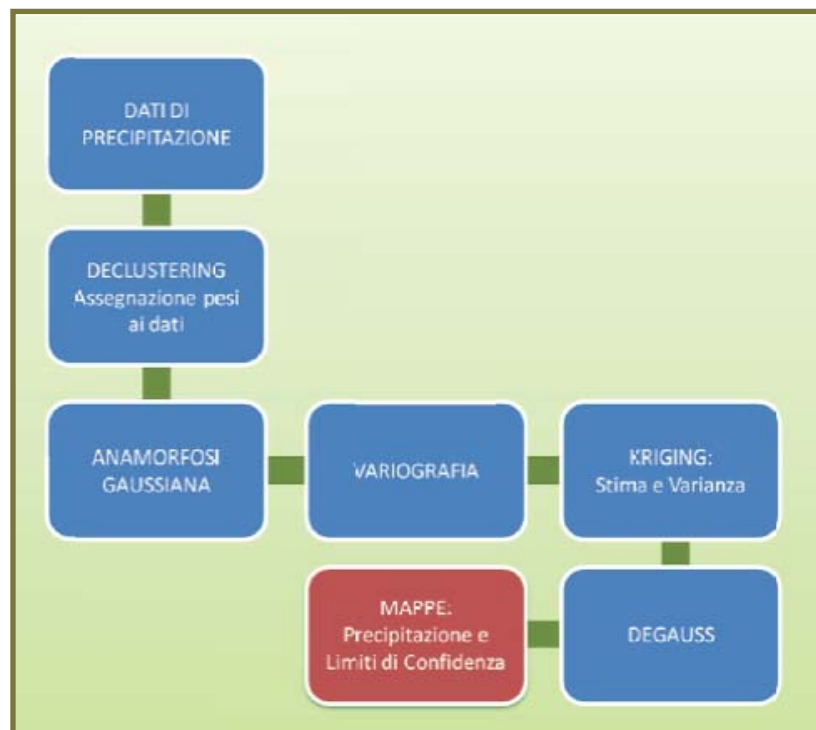 DATI DI
PRECIPITAZIONE
DECLUSTERING
Assegnazione pesi
ai dati
ANAMORFOSI
GAUSSIANA
VARIOGRAFIA
KRIGING:
Stima e Varianza
DEGAUSS
MAPPE:
Precipitazione e
Limiti di Confidenza